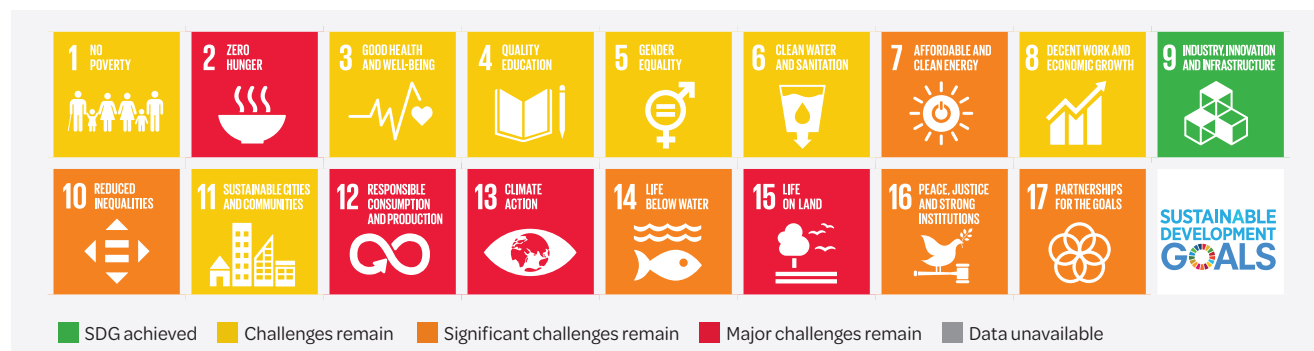 1 NO
POVERTY
2 ZERO
HUNGER
3 GOOD HEALTH
AND WELL-BEING
4 QUALITY
EDUCATION
5 GENDER
EQUALITY
6 CLEAN WATER
AND SANITATION
7 AFFORDABLE AND
CLEAN ENERGY
8 DECENT WORK AND
ECONOMIC GROWTH
9 INDUSTRY, INNOVATION
AND INFRASTRUCTURE
10 REDUCED
INEQUALITIES
11 SUSTAINABLE CITIES
AND COMMUNITIES
12 RESPONSIBLE
CONSUMPTION
AND PRODUCTION
13 CLIMATE
ACTION
14 LIFE
BELOW WATER
15 LIFE
ON LAND
16 PEACE, JUSTICE
AND STRONG
INSTITUTIONS
17 PARTNERSHIPS
FOR THE GOALS
SUSTAINABLE
DEVELOPMENT
GOALS
SDG achieved Challenges remain Significant challenges remain Major challenges remain Data unavailable